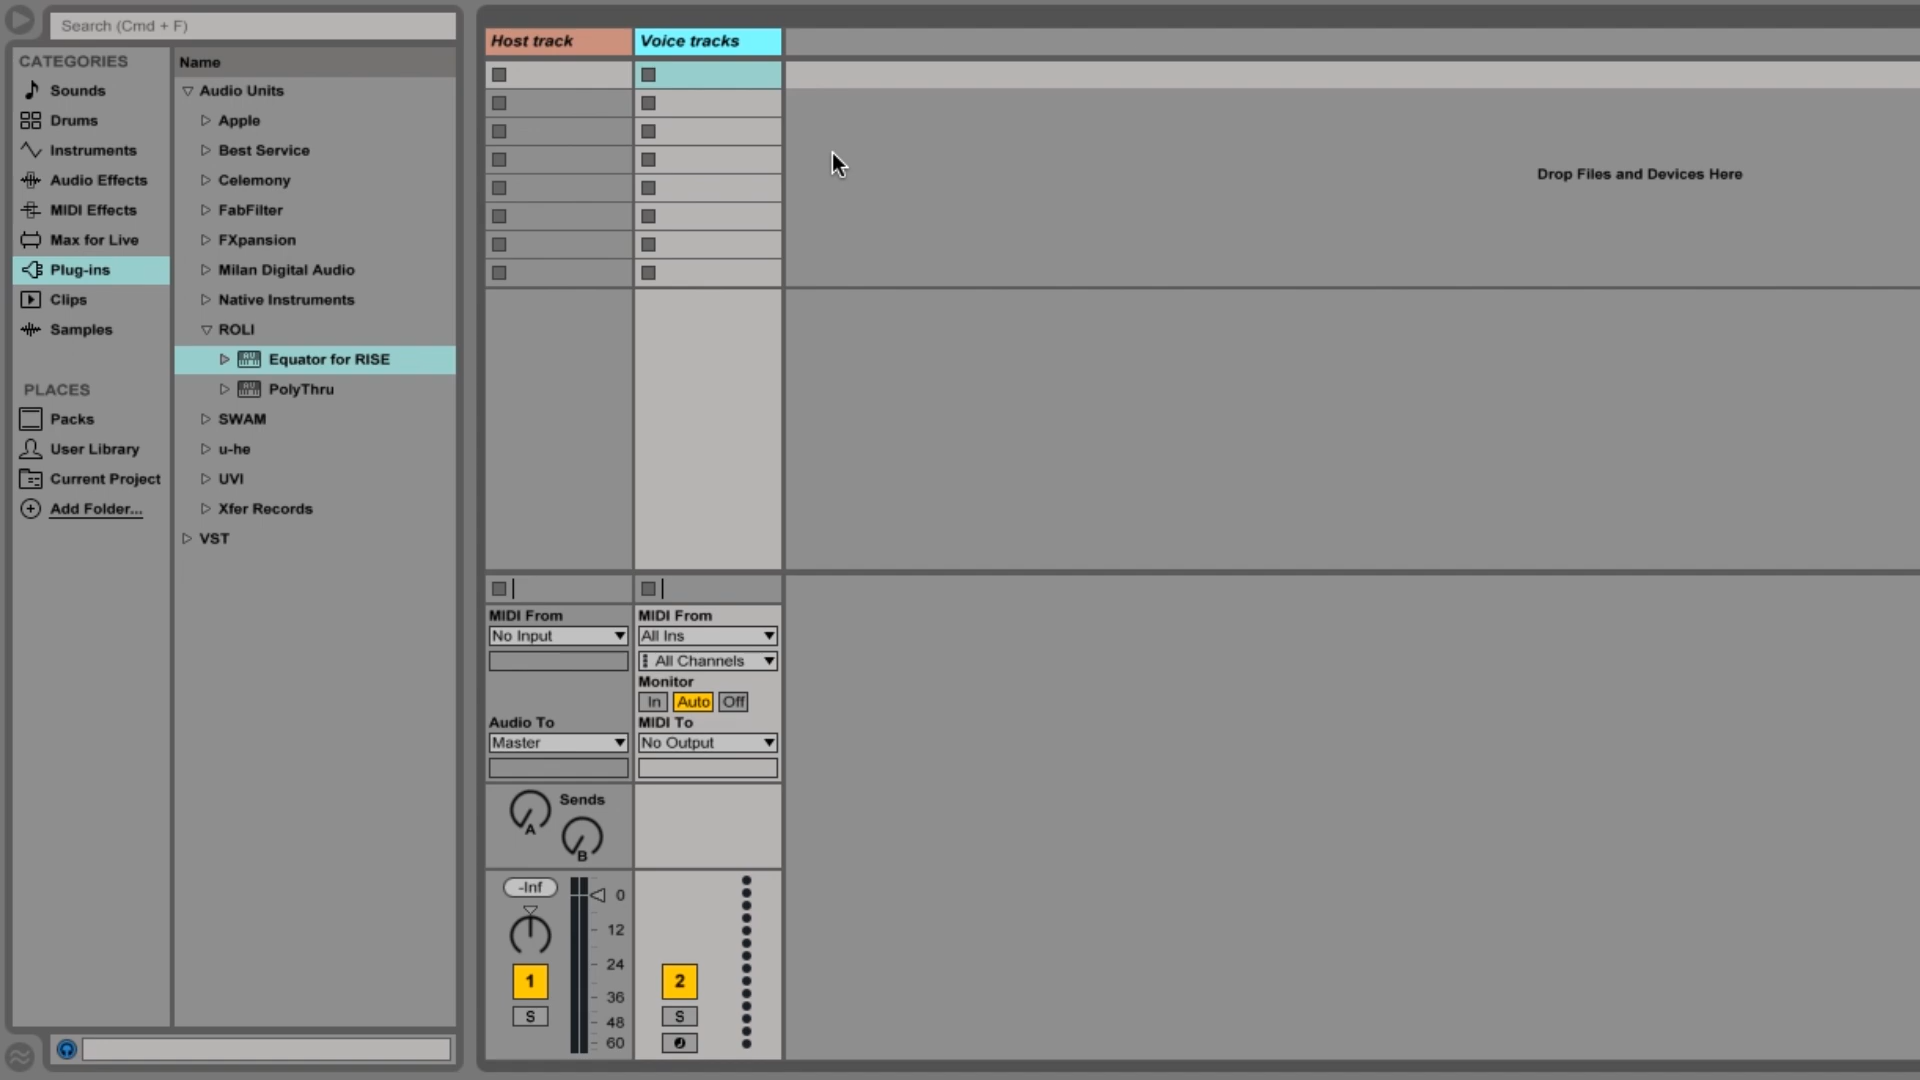 Search (Cmd + F)
CATEGORIES
Sounds
Drums
Instruments
Audio Effects
MIDI Effects
Max for Live
Plug-ins
Clips
Samples
PLACES
Packs
User Library
Current Project
Add Folder...
Name
Audio Units
Apple
Best Service
Celemony
FabFilter
FXpansion
Milan Digital Audio
Native Instruments
ROLI
Equator for RISE
PolyThru
SWAM
u-he
UVI
Xfer Records
VST
Host track
Voice tracks
Drop Files and Devices Here
MIDI From
No Input
Audio To
Master
Sends
A
B
-Inf
0
12
24
36
48
60
1
S
MIDI From
All Ins
All Channels
Monitor
In Auto Off
MIDI To
No Output
2
S